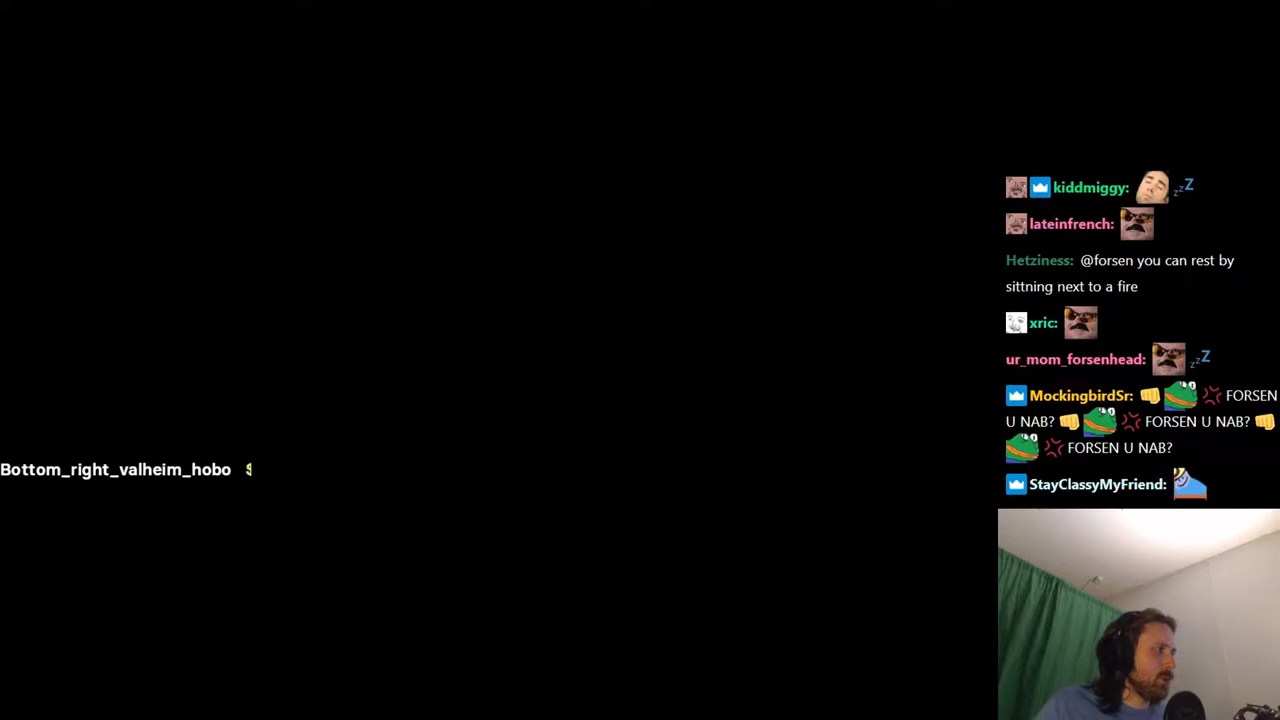 kiddmiggy:
lateinfrench:
Hetziness: @forsen you can rest by
sittning next to a fire
xric:
ur_mom_forsenhead:
MockingbirdSr: FORSEN
U NAB? FORSEN U NAB?
FORSEN U NAB?
StayClassyMyFriend:
Bottom_right_valheim_hobo $